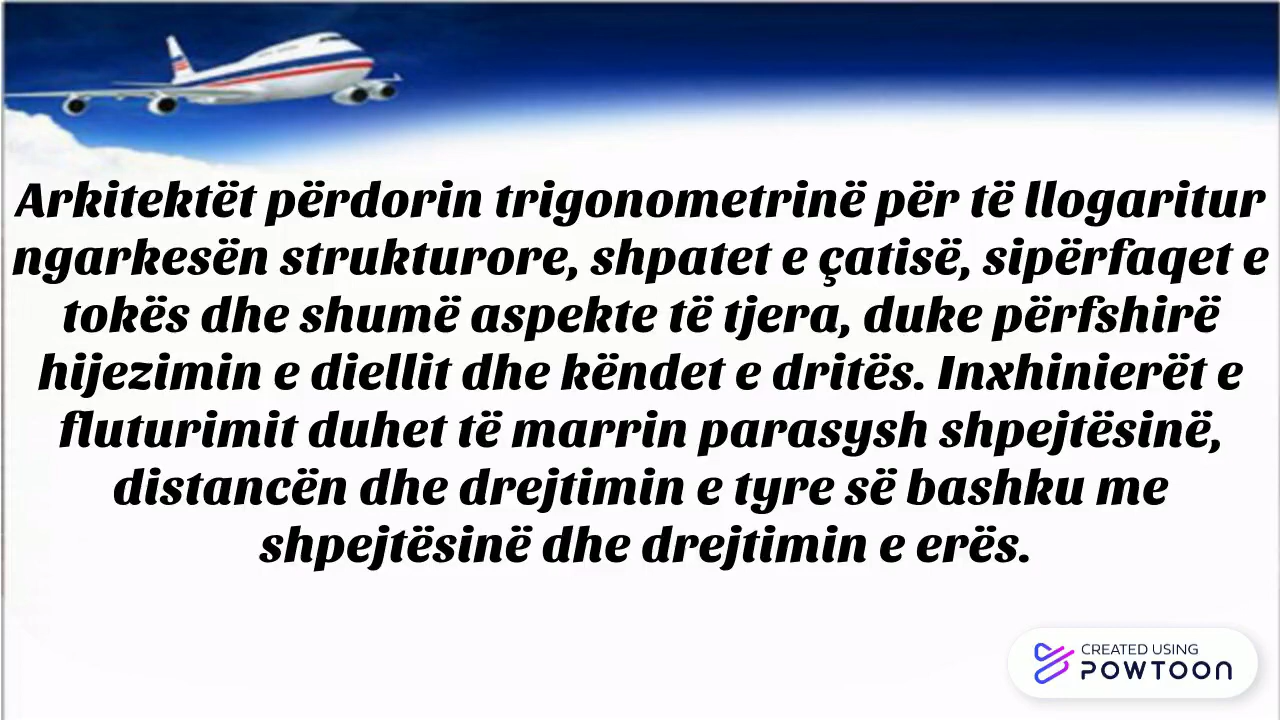 Arkitektët përdorin trigonometrinë për të llogaritur
ngarkesën strukturore, shpatet e çatisë, sipërfaqet e
tokës dhe shumë aspekte të tjera, duke përfshirë
hijezimin e diellit dhe këndet e dritës. Inxhinierët e
fluturimit duhet të marrin parasysh shpejtësinë,
distancën dhe drejtimin e tyre së bashku me
shpejtësinë dhe drejtimin e erës.
CREATED USING
POWTOON